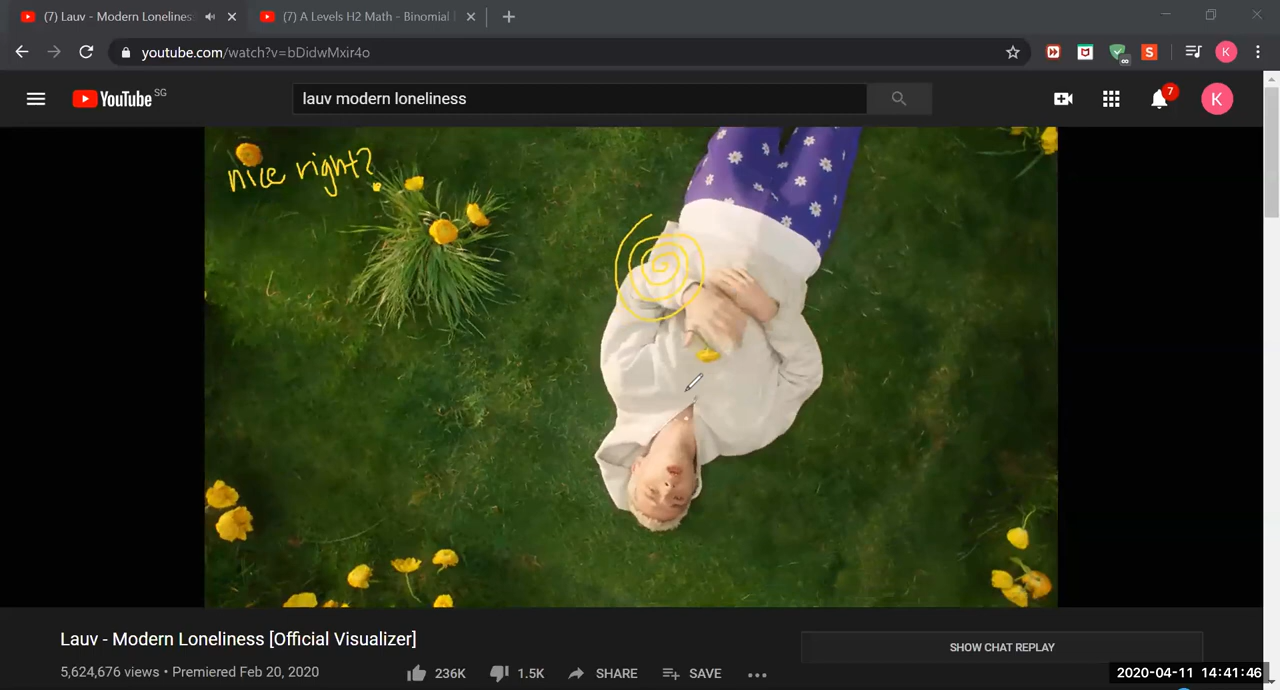 (7) Lauv - Modern Loneliness
(7) A Levels H2 Math - Binomial
youtube.com/watch?v=bDidwMxir4o
K
YouTube SG
lauv modern loneliness
7
K
nice right?
Lauv - Modern Loneliness [Official Visualizer]
5,624,676 views • Premiered Feb 20, 2020
236K
1.5K
SHARE
SAVE
SHOW CHAT REPLAY
2020-04-11 14:41:46